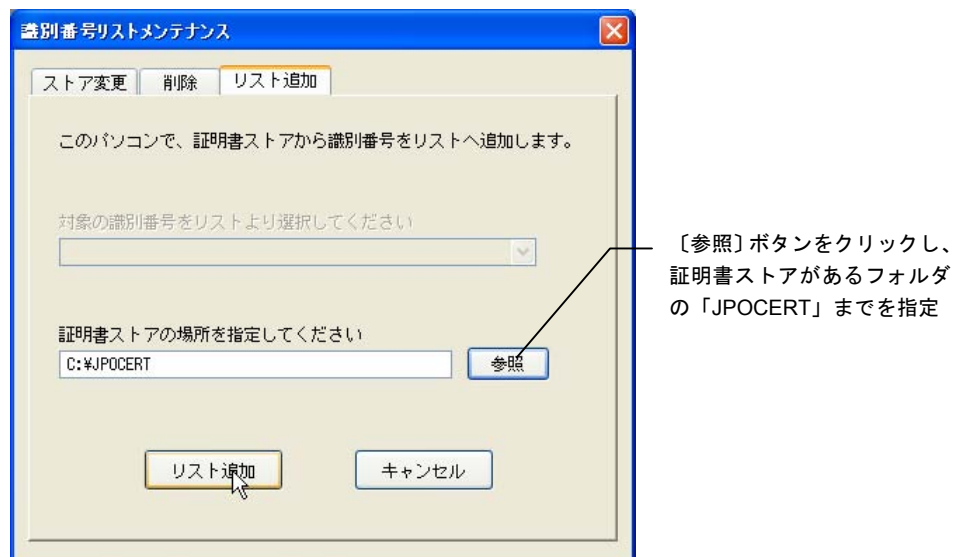 識別番号リストメンテナンス
ストア変更 削除 リスト追加
このパソコンで、証明書ストアから識別番号をリストへ追加します。
対象の識別番号をリストより選択してください
証明書ストアの場所を指定してください
C:¥JPOCERT 参照
リスト追加 キャンセル
〔参照〕ボタンをクリックし、
証明書ストアがあるフォルダ
の「JPOCERT」までを指定